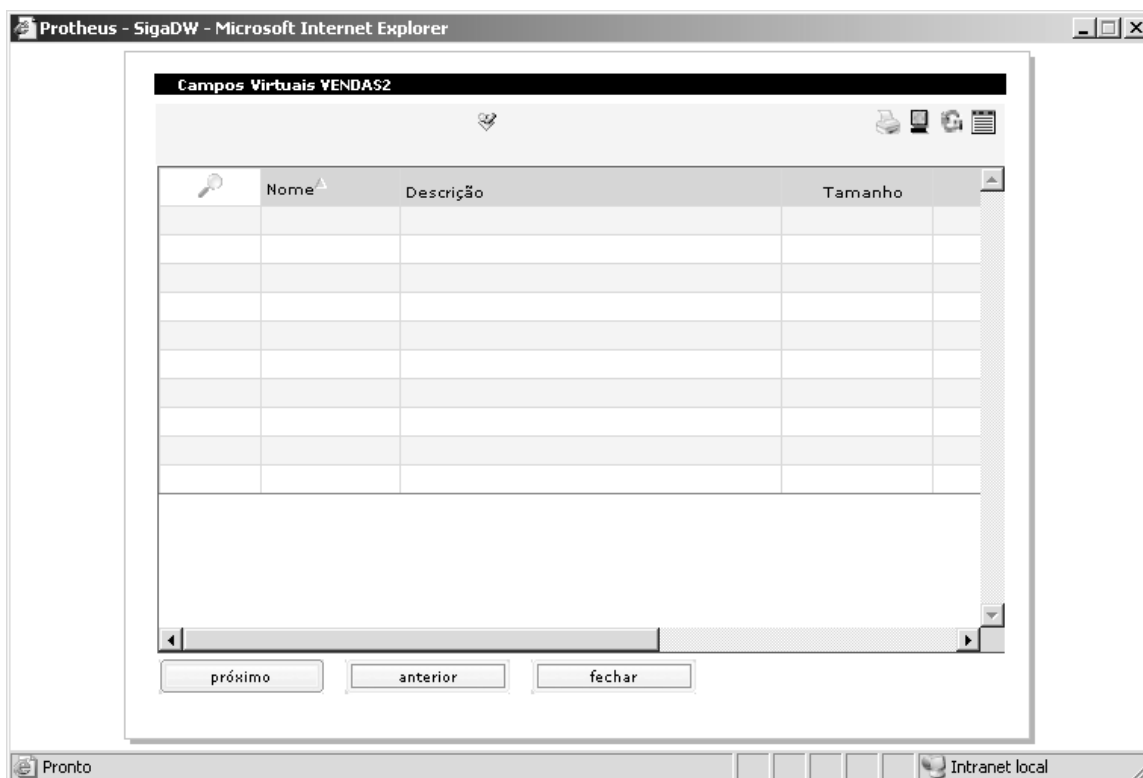 Protheus - SigaDW - Microsoft Internet Explorer
Campos Virtuais VENDAS2
Nome Descrição Tamanho
próximo anterior fechar
Pronto Intranet local